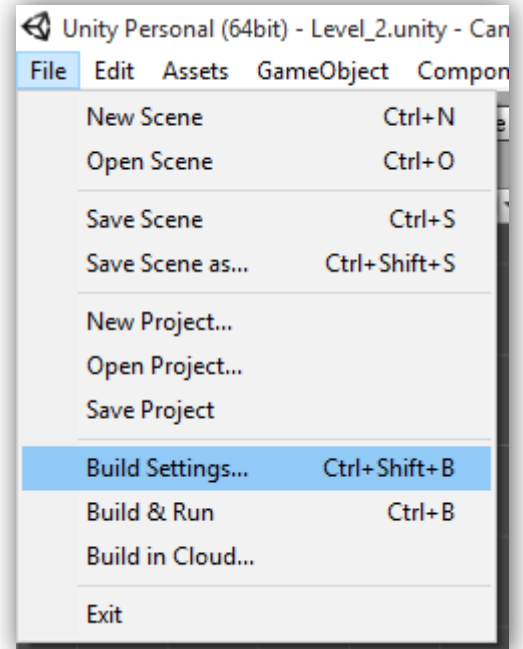 Unity Personal (64bit) - Level_2.unity - Can
File Edit Assets GameObject Compon
New Scene Ctrl+N
Open Scene Ctrl+O
Save Scene Ctrl+S
Save Scene as... Ctrl+Shift+S
New Project...
Open Project...
Save Project
Build Settings... Ctrl+Shift+B
Build & Run Ctrl+B
Build in Cloud...
Exit